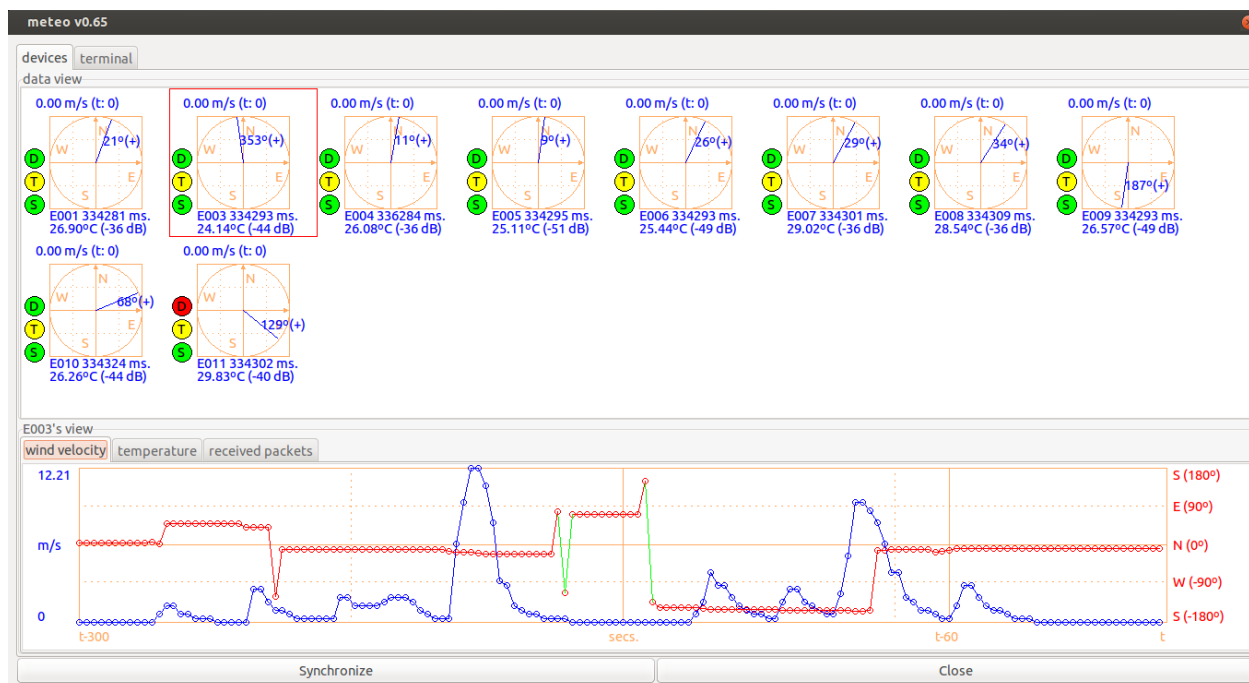 meteo v0.65
devices terminal
data view
0.00 m/s (t: 0) 0.00 m/s (t: 0) 0.00 m/s (t: 0) 0.00 m/s (t: 0) 0.00 m/s (t: 0) 0.00 m/s (t: 0) 0.00 m/s (t: 0) 0.00 m/s (t: 0)
N N N N N N N N
21º(+) 353º(+) 11º(+) 9º(+) 26º(+) 29º(+) 34º(+)
W W W W W W W W
D D D D D D D D
E E E E E E E E
T T T T T T T T
187º(+)
S S S S S S S S
S S S S S S S S
E001 334281 ms. E003 334293 ms. E004 336284 ms. E005 334295 ms. E006 334293 ms. E007 334301 ms. E008 334309 ms. E009 334293 ms.
26.90ºC (-36 dB) 24.14ºC (-44 dB) 26.08ºC (-36 dB) 25.11ºC (-51 dB) 25.44ºC (-49 dB) 29.02ºC (-36 dB) 28.54ºC (-36 dB) 26.57ºC (-49 dB)
0.00 m/s (t: 0) 0.00 m/s (t: 0)
N N
W W
D 68º(+) D
E 129º(+) E
T T
S S
S S
E010 334324 ms. E011 334302 ms.
26.26ºC (-44 dB) 29.83ºC (-40 dB)
E003's view
wind velocity temperature received packets
12.21 S (180º)
E (90º)
m/s N (0º)
W (-90º)
0 S (-180º)
t-300 secs. t-60 t
Synchronize Close